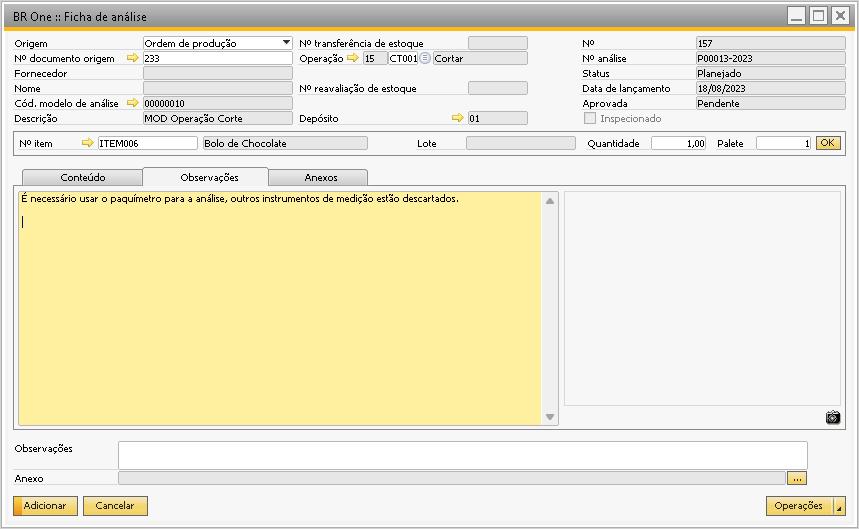 BR One :: Ficha de análise
Origem Ordem de produção Nº transferência de estoque Nº 157
Nº documento origem 233 Operação 15 CT001 Cortar Nº análise P00013-2023
Fornecedor Status Planejado
Nome Nº reavaliação de estoque Data de lançamento 18/08/2023
Cód. modelo de análise 00000010 Aprovada Pendente
Descrição MOD Operação Corte Depósito 01 Inspecionado
Nº item ITEM006 Bolo de Chocolate Lote Quantidade 1,00 Palete 1 OK
Conteúdo Observações Anexos
É necessário usar o paquímetro para a análise, outros instrumentos de medição estão descartados.
Observações
Anexo ...
Adicionar Cancelar Operações